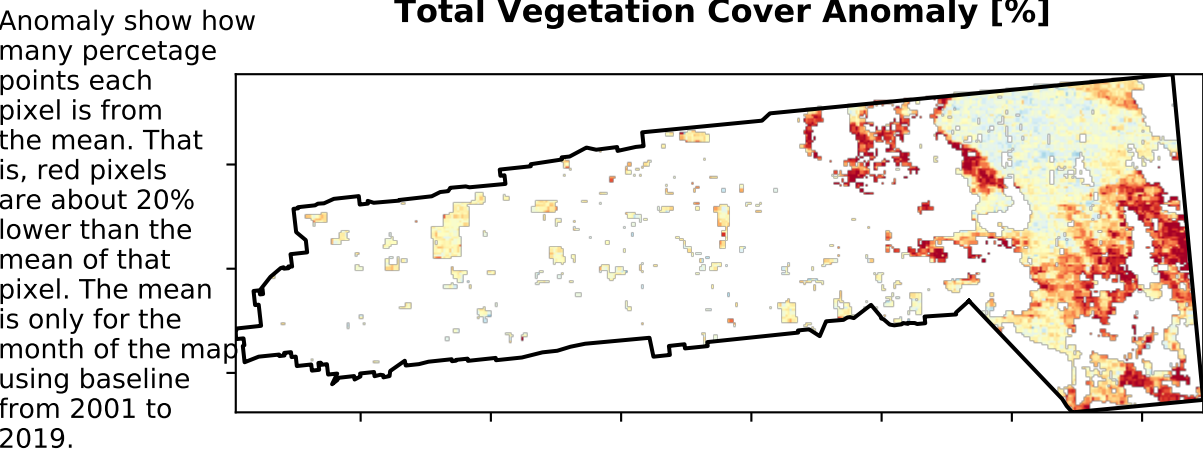 Total Vegetation Cover Anomaly [%]
Anomaly show how
many percetage
points each
pixel is from
the mean. That
is, red pixels
are about 20%
lower than the
mean of that
pixel. The mean
is only for the
month of the map
using baseline
from 2001 to
2019.